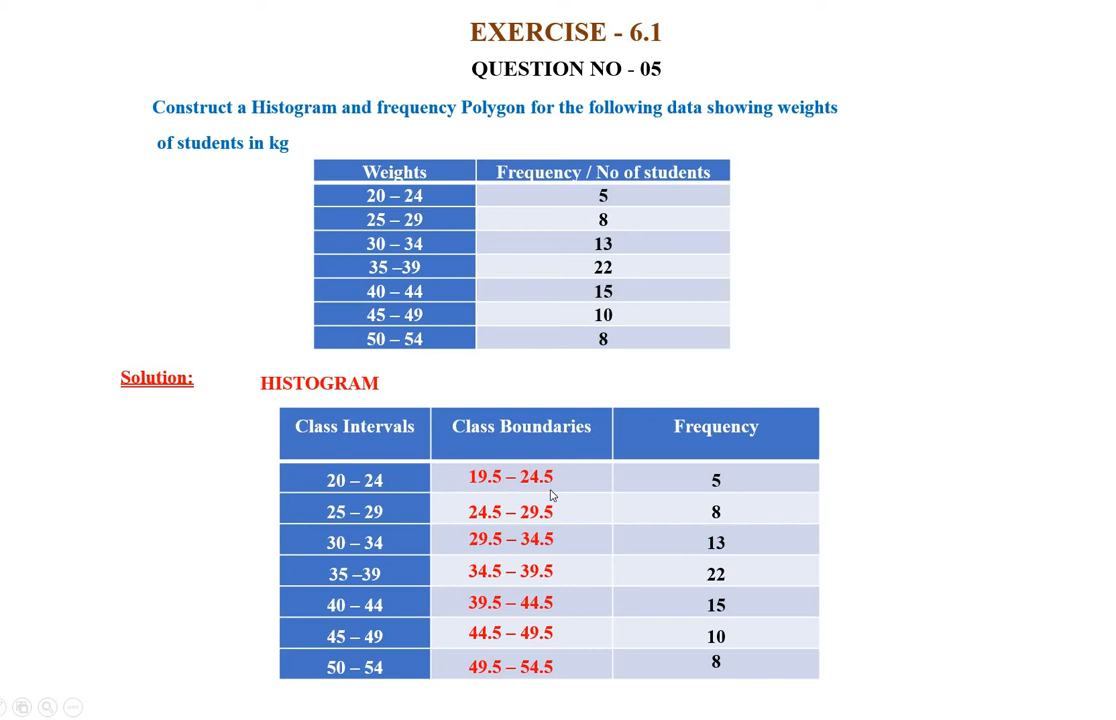 EXERCISE - 6.1
QUESTION NO - 05
Construct a Histogram and frequency Polygon for the following data showing weights
of students in kg
Weights Frequency / No of students
20 – 24 5
25 – 29 8
30 – 34 13
35 –39 22
40 – 44 15
45 – 49 10
50 – 54 8
Solution: HISTOGRAM
Class Intervals Class Boundaries Frequency
20 – 24 19.5 – 24.5 5
25 – 29 24.5 – 29.5 8
30 – 34 29.5 – 34.5 13
35 –39 34.5 – 39.5 22
40 – 44 39.5 – 44.5 15
45 – 49 44.5 – 49.5 10
50 – 54 49.5 – 54.5 8